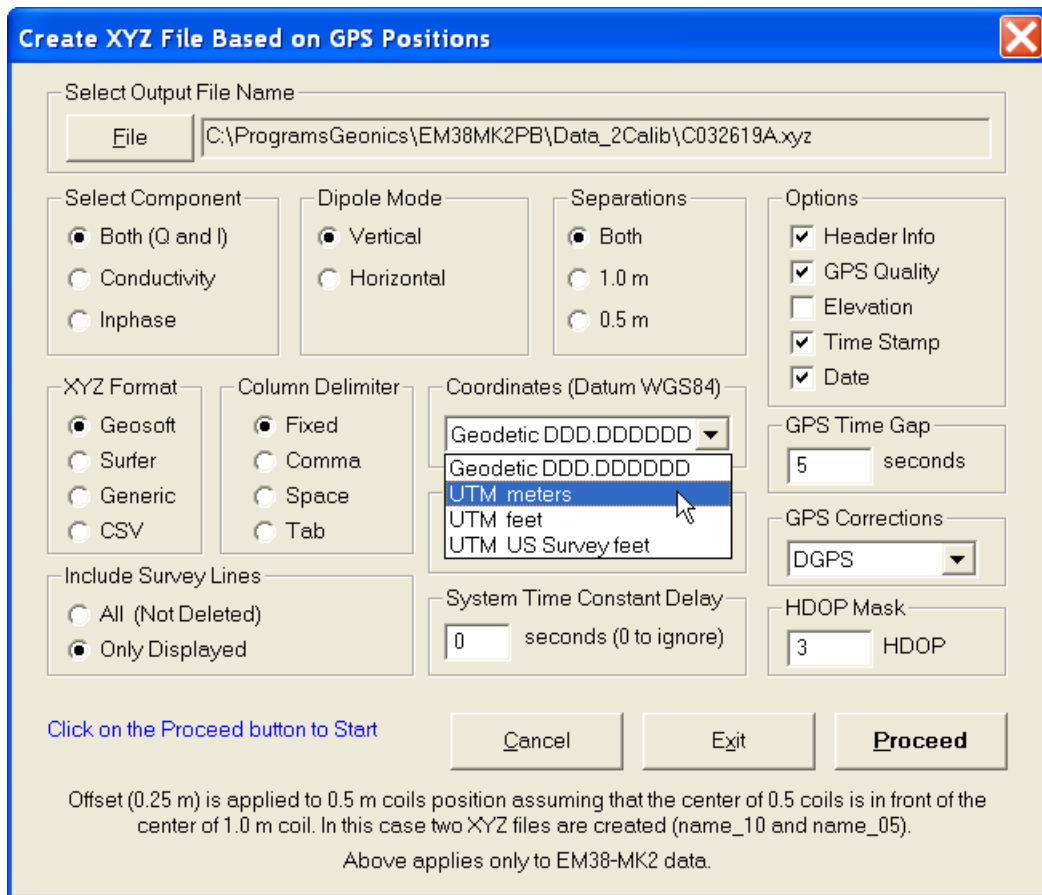 Create XYZ File Based on GPS Positions
Select Output File Name
File
C:\ProgramsGeonics\EM38MK2PB\Data_2Calib\C032619A.xyz
Select Component
Both (Q and I)
Conductivity
Inphase
Dipole Mode
Vertical
Horizontal
Separations
Both
1.0 m
0.5 m
Options
Header Info
GPS Quality
Elevation
Time Stamp
Date
XYZ Format
Geosoft
Surfer
Generic
CSV
Column Delimiter
Fixed
Comma
Space
Tab
Coordinates (Datum WGS84)
Geodetic DDD.DDDDDD
Geodetic DDD.DDDDDD
UTM meters
UTM feet
UTM US Survey feet
GPS Time Gap
5 seconds
GPS Corrections
DGPS
Include Survey Lines
All (Not Deleted)
Only Displayed
System Time Constant Delay
0 seconds (0 to ignore)
HDOP Mask
3 HDOP
Click on the Proceed button to Start
Cancel
Exit
Proceed
Offset (0.25 m) is applied to 0.5 m coils position assuming that the center of 0.5 coils is in front of the
center of 1.0 m coil. In this case two XYZ files are created (name_10 and name_05).
Above applies only to EM38-MK2 data.